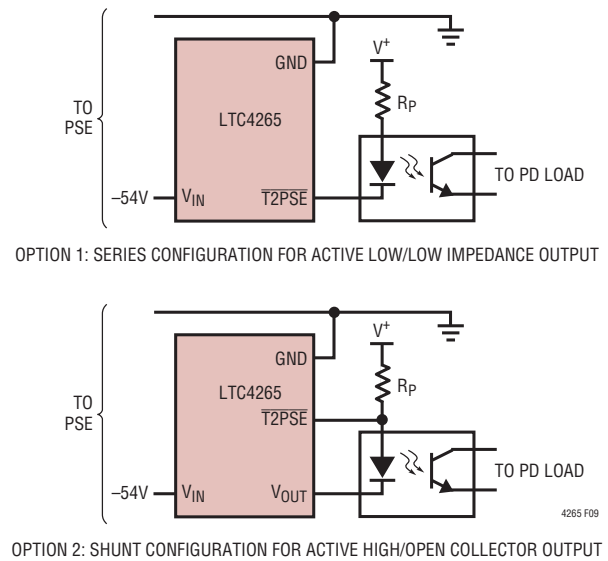 GND
V+
RP
TO
PSE
LTC4265
TO PD LOAD
–54V
VIN
T2PSE
OPTION 1: SERIES CONFIGURATION FOR ACTIVE LOW/LOW IMPEDANCE OUTPUT
V+
GND
RP
LTC4265
TO
PSE
T2PSE
TO PD LOAD
–54V
VIN
VOUT
4265 F09
OPTION 2: SHUNT CONFIGURATION FOR ACTIVE HIGH/OPEN COLLECTOR OUTPUT